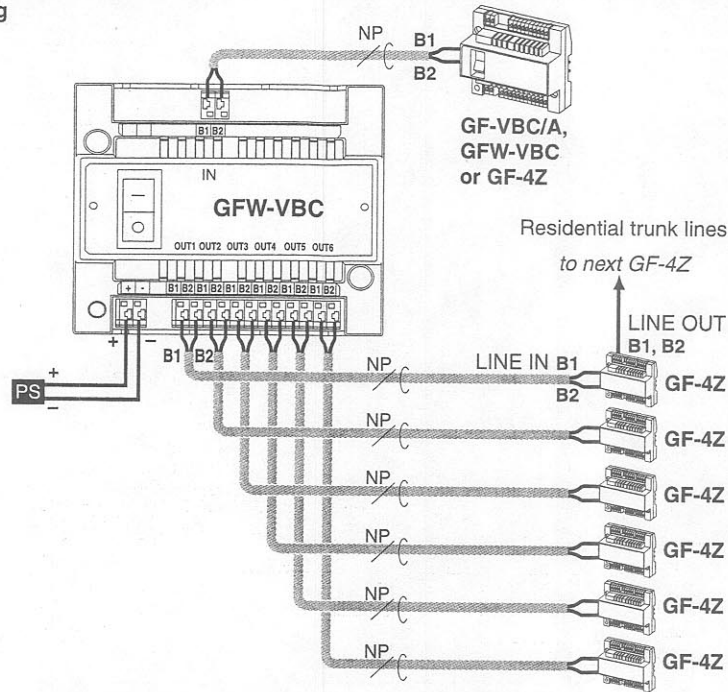 g
NP
B1
B2
GF-VBC/A,
GFW-VBC
or GF-4Z
B1 B2
IN
GFW-VBC
OUT1 OUT2 OUT3 OUT4 OUT5 OUT6
+ -
B1 B2 B1 B2 B1 B2 B1 B2 B1 B2 B1 B2
+ −
B1 B2
+
PS
−
Residential trunk lines
to next GF-4Z
LINE OUT
B1, B2
NP
LINE IN B1
B2
GF-4Z
NP
GF-4Z
NP
GF-4Z
NP
GF-4Z
NP
GF-4Z
NP
GF-4Z